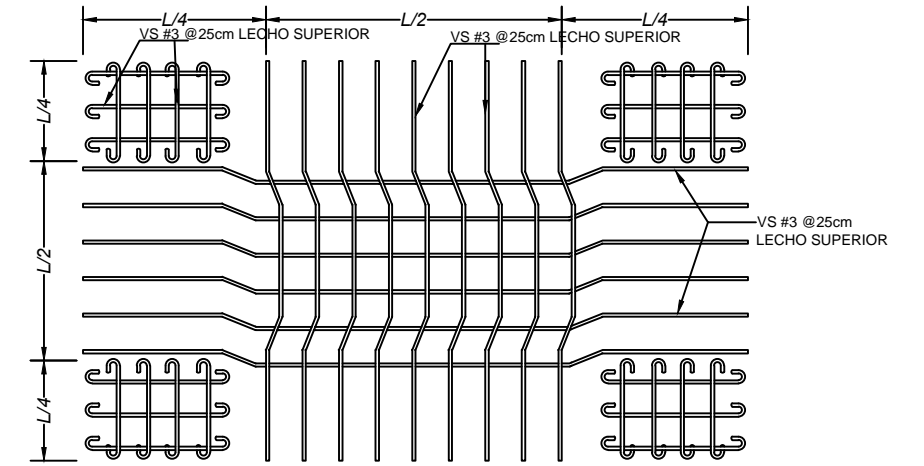 L/4
L/2
L/4
VS #3 @25cm LECHO SUPERIOR
VS #3 @25cm LECHO SUPERIOR
L/4
L/2
VS #3 @25cm
LECHO SUPERIOR
L/4